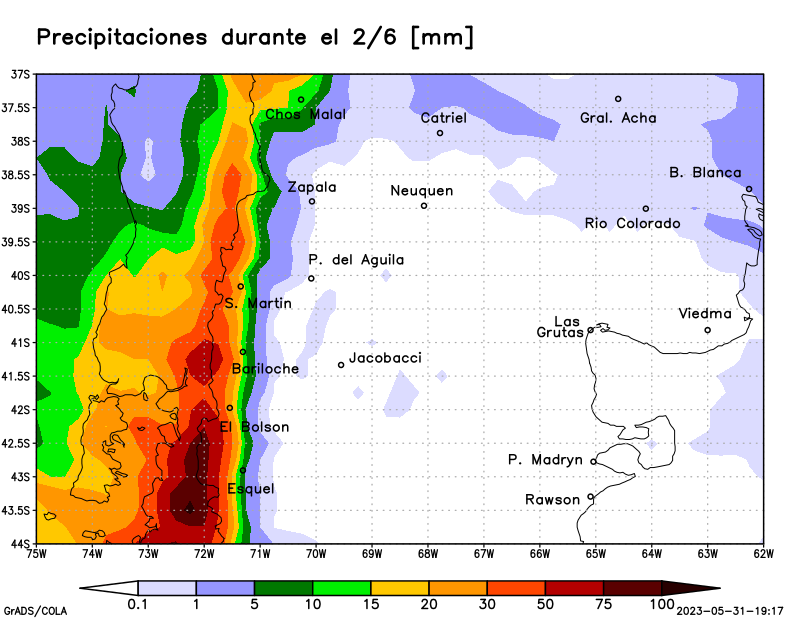 Precipitaciones durante el 2/6 [mm]
37S
37.5S
38S
38.5S
39S
39.5S
40S
40.5S
41S
41.5S
42S
42.5S
43S
43.5S
44S
Chos Malal
Catriel
Gral. Acha
B. Blanca
Zapala
Neuquen
Rio Colorado
P. del Aguila
S. Martin
Las
Grutas
Viedma
Bariloche
Jacobacci
El Bolson
P. Madryn
Esquel
Rawson
75W 74W 73W 72W 71W 70W 69W 68W 67W 66W 65W 64W 63W 62W
0.1 1 5 10 15 20 30 50 75 100
GrADS/COLA
2023-05-31-19:17